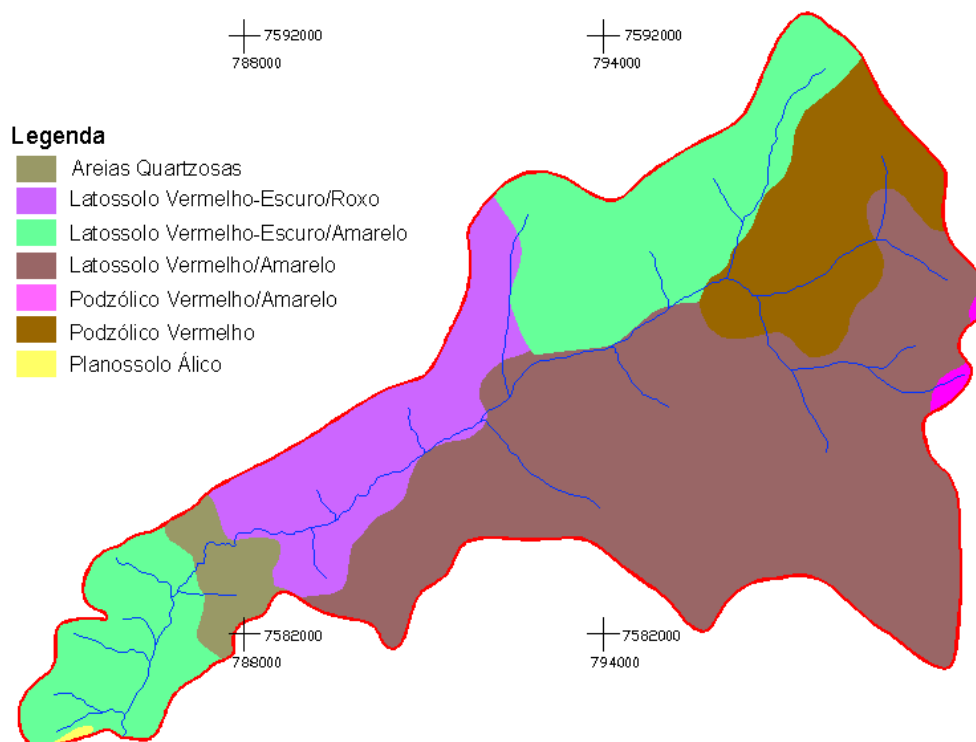 7592000
788000
7592000
794000
Legenda
Areias Quartzosas
Latossolo Vermelho-Escuro/Roxo
Latossolo Vermelho-Escuro/Amarelo
Latossolo Vermelho/Amarelo
Podzólico Vermelho/Amarelo
Podzólico Vermelho
Planossolo Álico
7582000
788000
7582000
794000